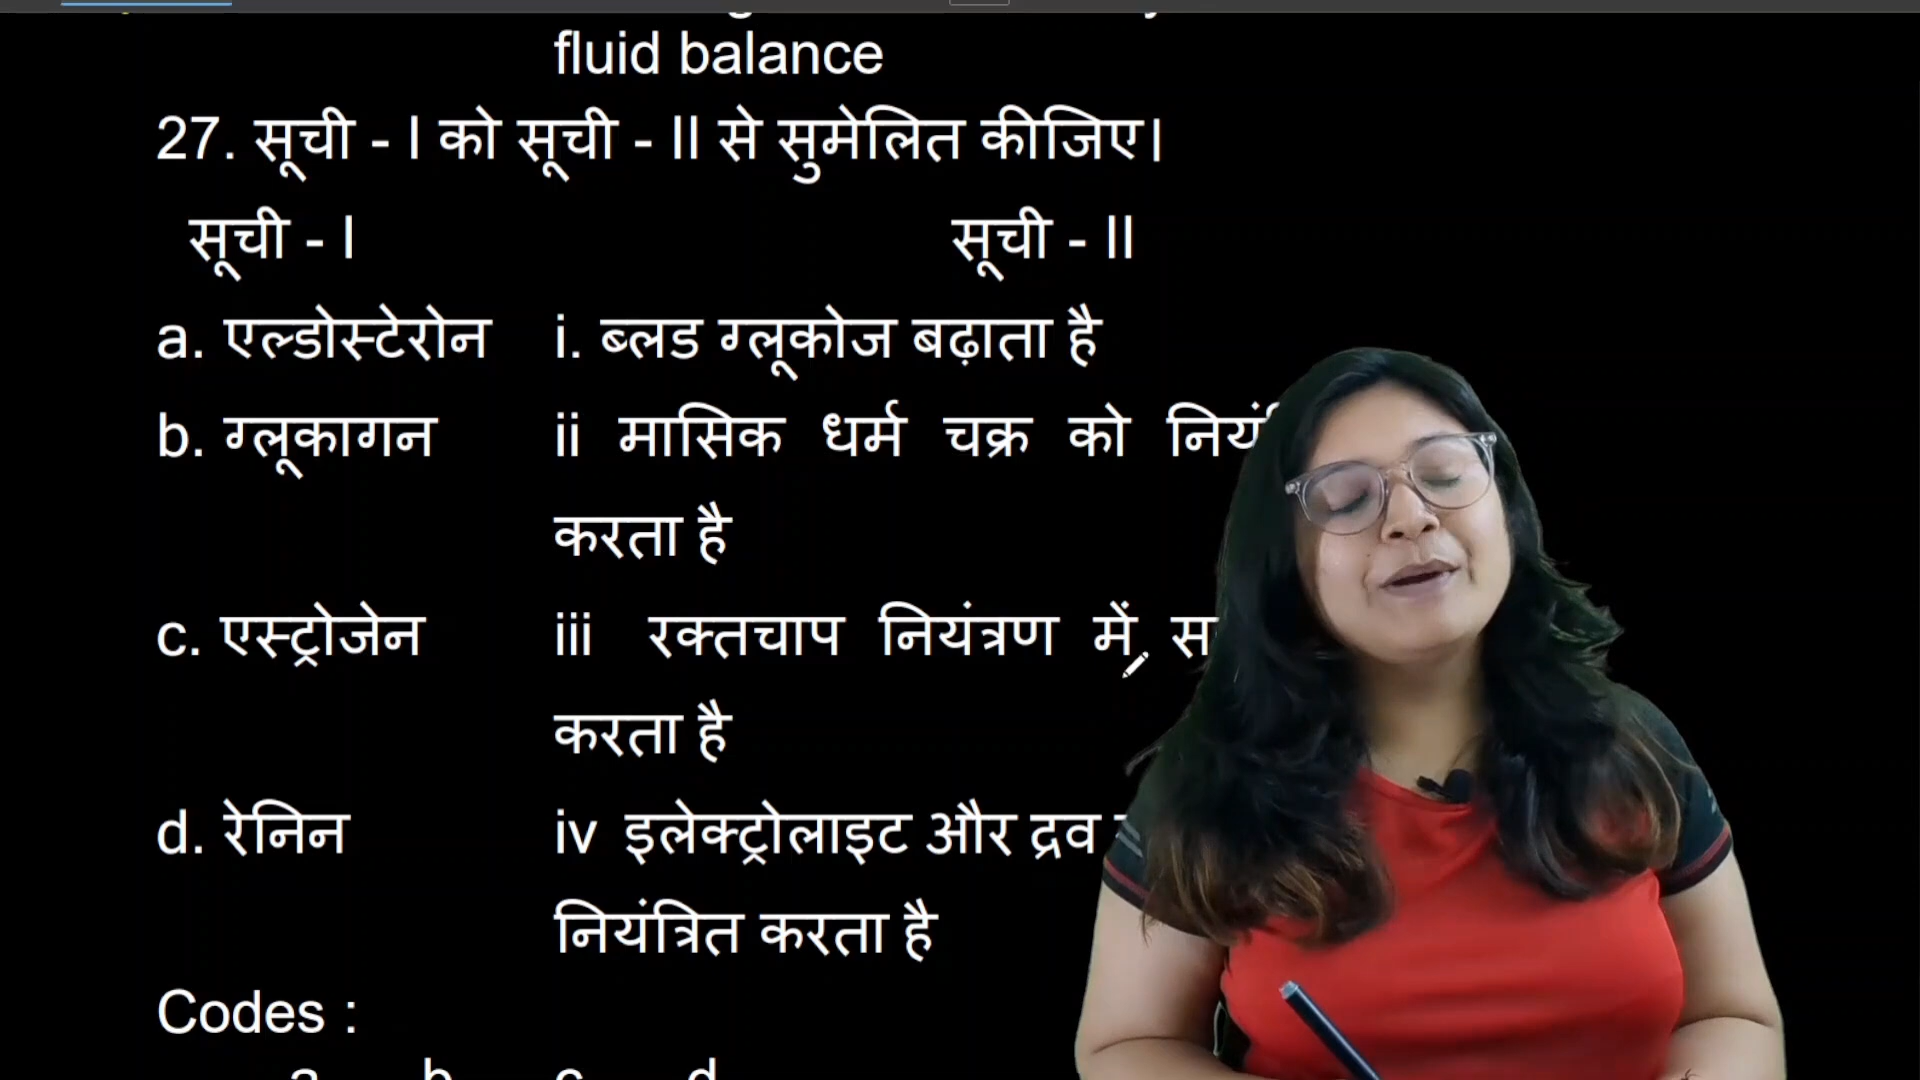 fluid balance
27. सूची - I को सूची - II से सुमेलित कीजिए।
सूची - I सूची - II
a. एल्डोस्टेरोन i. ब्लड ग्लूकोज बढ़ाता है
b. ग्लूकागन ii मासिक धर्म चक्र को
करता है
c. एस्ट्रोजेन iii रक्तचाप नियंत्रण में
करता है
d. रेनिन iv इलेक्ट्रोलाइट और द्रव
नियंत्रित करता है
Codes :
a b c d